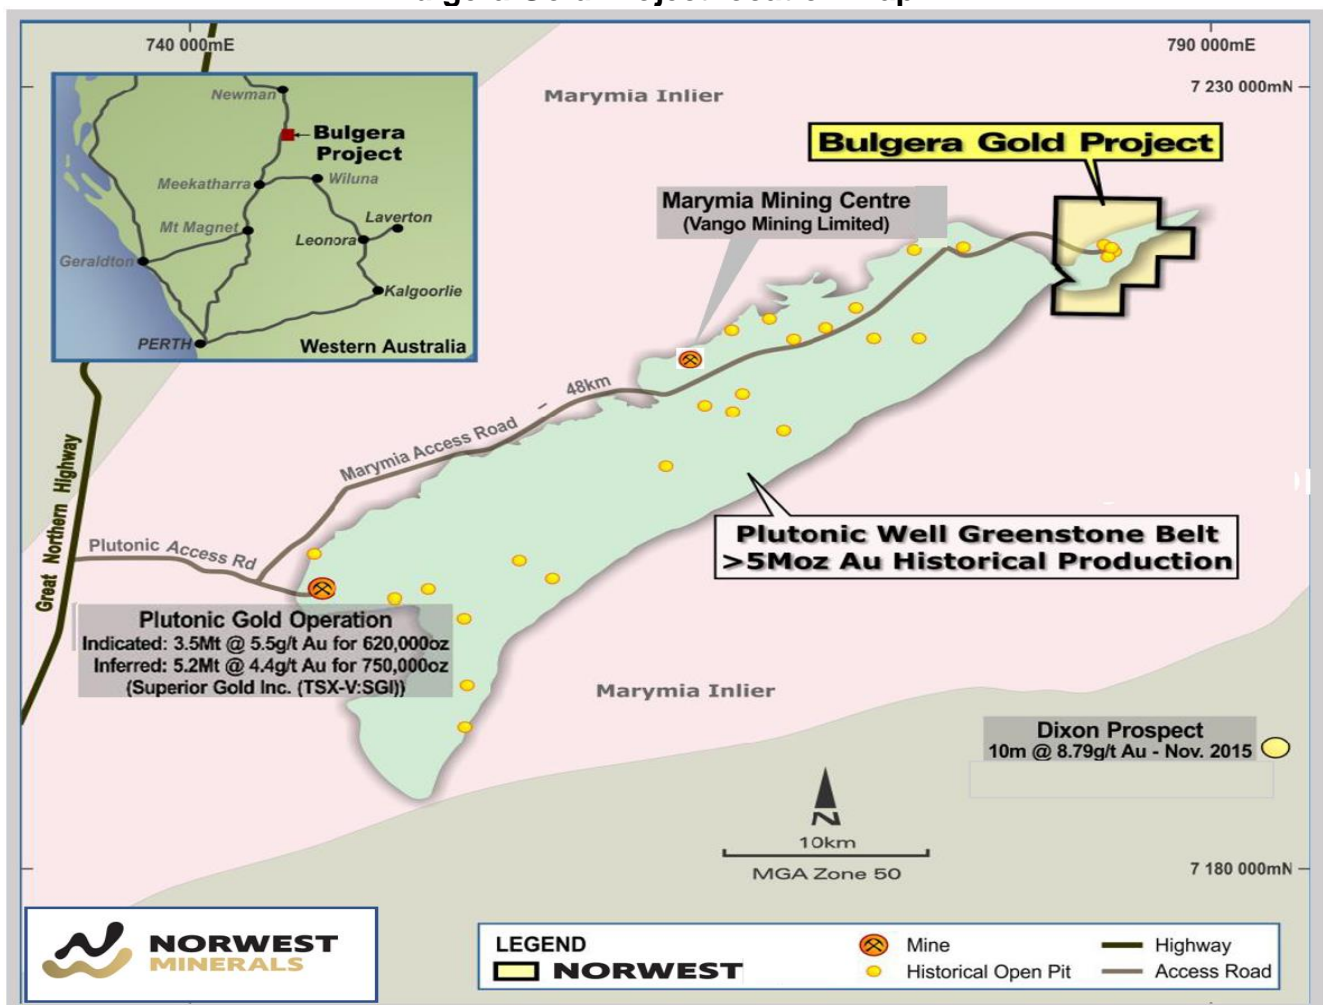 740 000mE
790 000mE
7 230 000mN
Marymia Inlier
Newman
Bulgera
Project
Meekatharra
Wiluna
Mt Magnet
Laverton
Leonora
Geraldton
Kalgoorlie
PERTH
Western Australia
Bulgera Gold Project
Marymia Mining Centre
(Vango Mining Limited)
Marymia Access Road – 48km
Great Northern Highway
Plutonic Access Rd
Plutonic Well Greenstone Belt
>5Moz Au Historical Production
Plutonic Gold Operation
Indicated: 3.5Mt @ 5.5g/t Au for 620,000oz
Inferred: 5.2Mt @ 4.4g/t Au for 750,000oz
(Superior Gold Inc. (TSX-V:SGI))
Marymia Inlier
Dixon Prospect
10m @ 8.79g/t Au - Nov. 2015
N
10km
MGA Zone 50
7 180 000mN
NORWEST
MINERALS
LEGEND
NORWEST
Mine
Historical Open Pit
Highway
Access Road